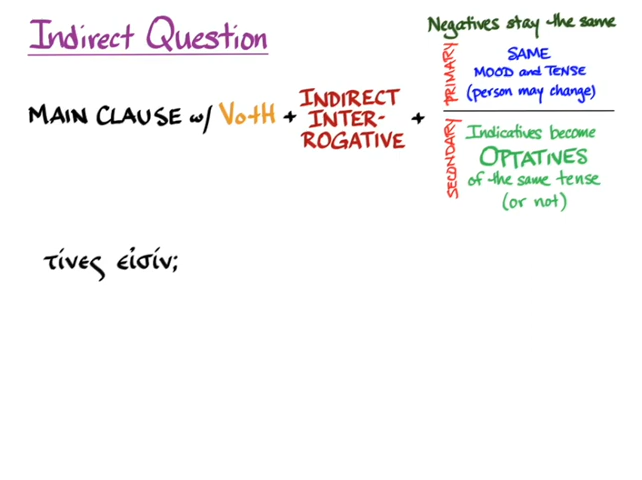 Indirect Question
Negatives stay the same
PRIMARY
SAME
MOOD and TENSE
(person may change)
MAIN CLAUSE w/ VotH + INDIRECT INTER-ROGATIVE +
SECONDARY
Indicatives become
OPTATIVES
of the same tense
(or not)
τίνες εἰσίν;